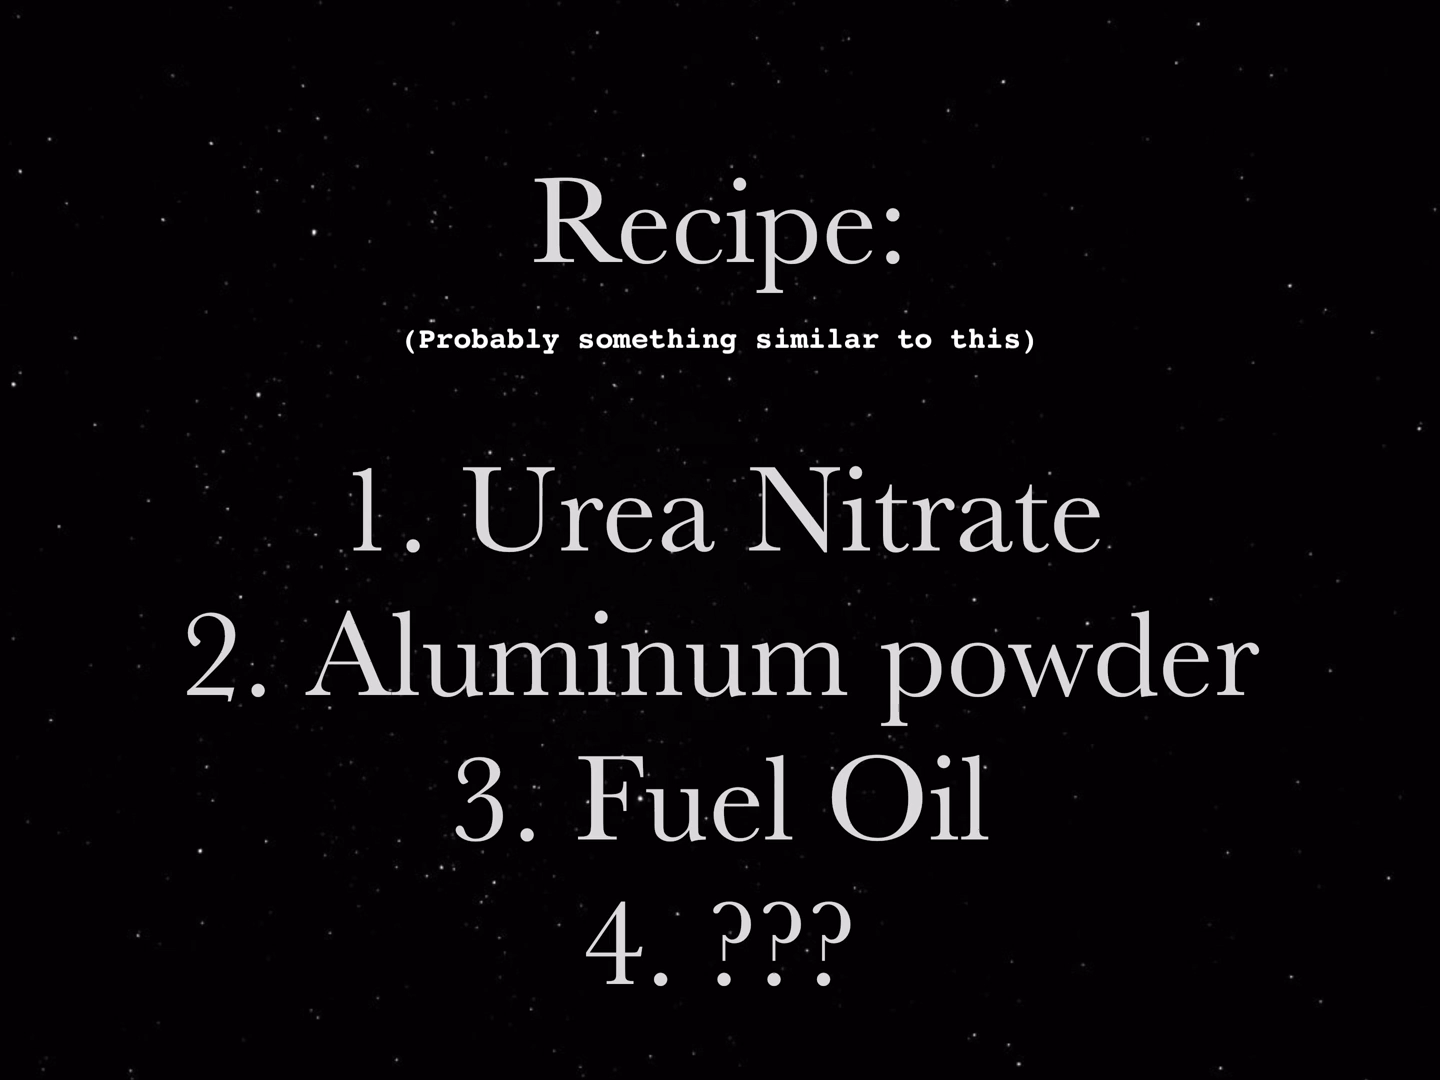 Recipe:
(Probably something similar to this)
1. Urea Nitrate
2. Aluminum powder
3. Fuel Oil
4. ???